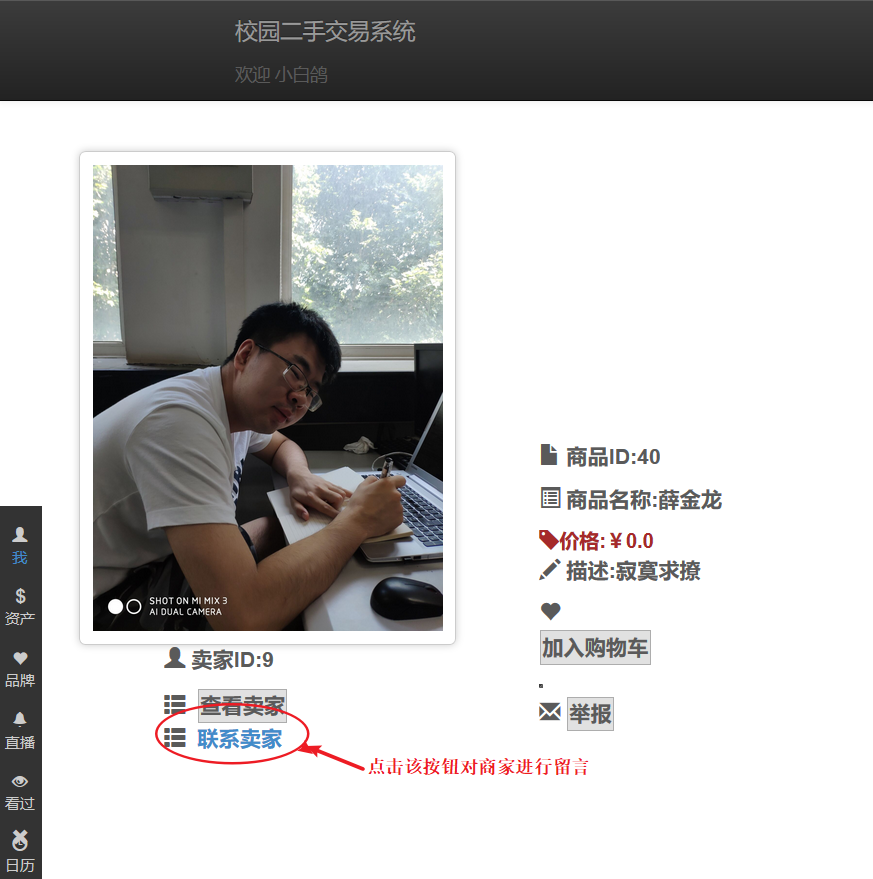 校园二手交易系统
欢迎 小白鸽
SHOT ON MI MIX 3
AI DUAL CAMERA
商品ID:40
商品名称:薛金龙
价格:￥0.0
描述:寂寞求撩
加入购物车
举报
卖家ID:9
查看卖家
联系卖家
点击该按钮对商家进行留言
我
$
资产
品牌
直播
看过
日历